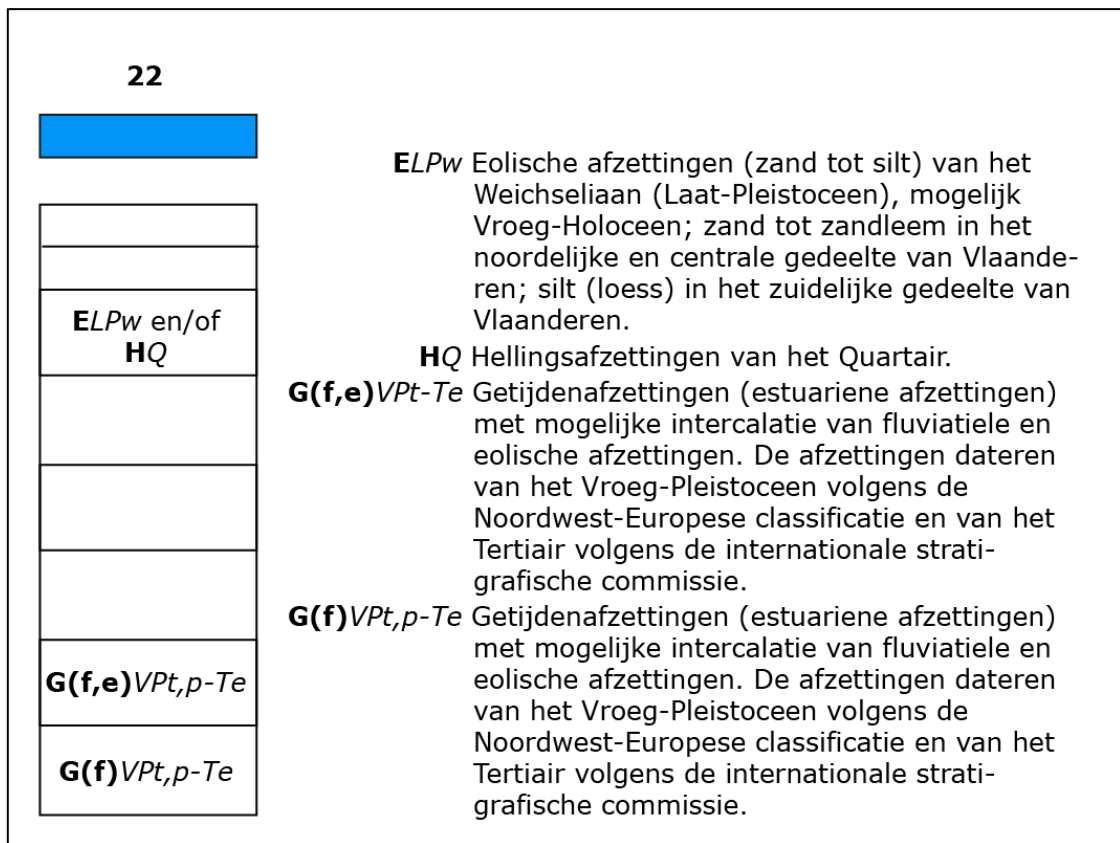 22
ELPw en/of
HQ
G(f,e)VPt,p-Te
G(f)VPt,p-Te
ELPw Eolische afzettingen (zand tot silt) van het
Weichseliaan (Laat-Pleistoceen), mogelijk
Vroeg-Holoceen; zand tot zandleem in het
noordelijke en centrale gedeelte van Vlaande-
ren; silt (loess) in het zuidelijke gedeelte van
Vlaanderen.
HQ Hellingsafzettingen van het Quartair.
G(f,e)VPt-Te Getijdenafzettingen (estuariene afzettingen)
met mogelijke intercalatie van fluviatiele en
eolische afzettingen. De afzettingen dateren
van het Vroeg-Pleistoceen volgens de
Noordwest-Europese classificatie en van het
Tertiair volgens de internationale strati-
grafische commissie.
G(f)VPt,p-Te Getijdenafzettingen (estuariene afzettingen)
met mogelijke intercalatie van fluviatiele en
eolische afzettingen. De afzettingen dateren
van het Vroeg-Pleistoceen volgens de
Noordwest-Europese classificatie en van het
Tertiair volgens de internationale strati-
grafische commissie.